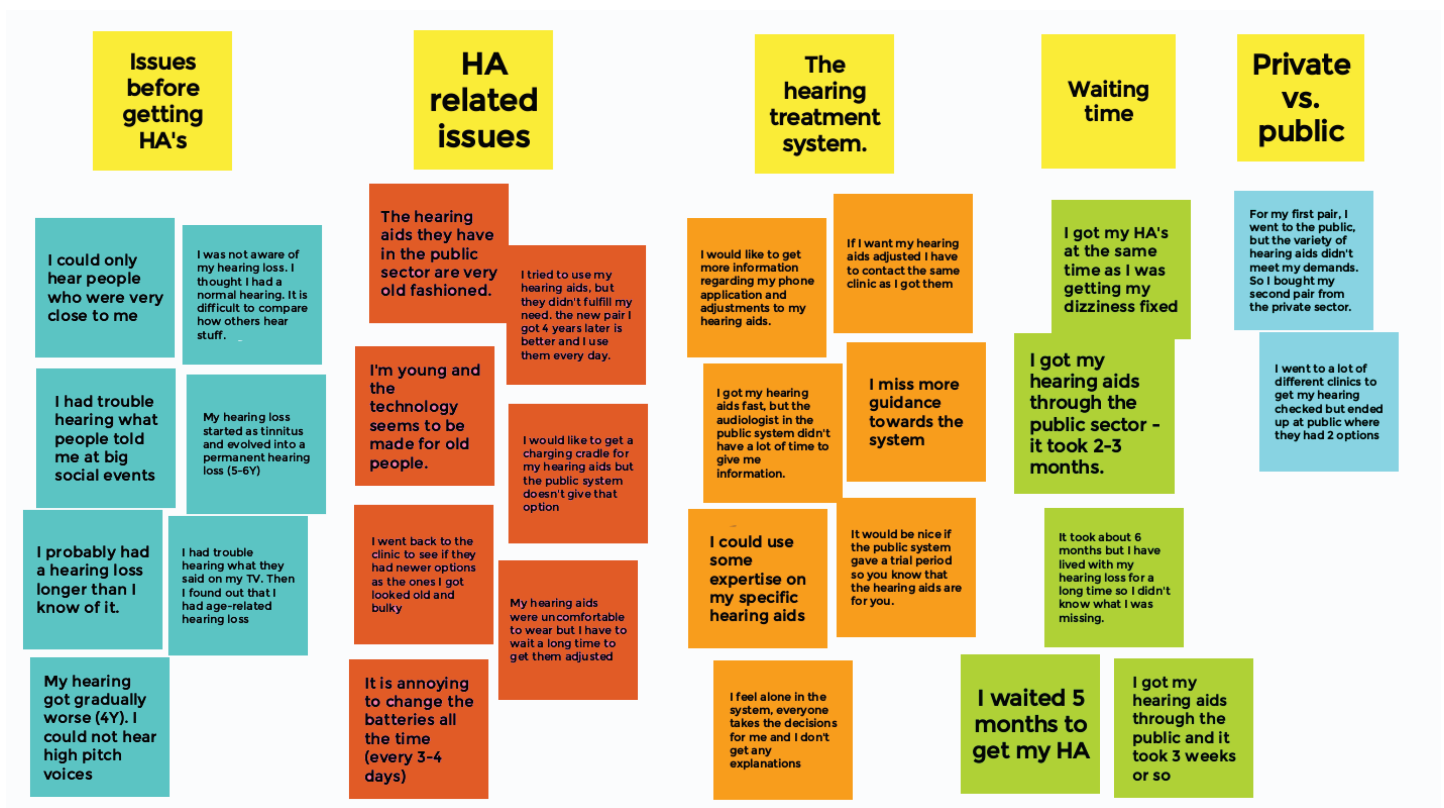 Issues
before
getting
HA's
HA
related
issues
The
hearing
treatment
system.
Waiting
time
Private
vs.
public
I could only
hear people
who were very
close to me
I was not aware of
my hearing loss. I
thought I had a
normal hearing. It is
difficult to compare
how others hear
stuff.
I had trouble
hearing what
people told
me at big
social events
My hearing loss
started as tinnitus
and evolved into a
permanent hearing
loss (5-6Y)
I probably had
a hearing loss
longer than I
know of it.
I had trouble
hearing what they
said on my TV. Then
I found out that I
had age-related
hearing loss
My hearing
got gradually
worse (4Y). I
could not hear
high pitch
voices
The hearing
aids they have
in the public
sector are very
old fashioned.
I tried to use my
hearing aids, but
they didn't fulfill my
need. the new pair I
got 4 years later is
better and I use
them every day.
I'm young and
the
technology
seems to be
made for old
people.
I would like to get a
charging cradle for
my hearing aids but
the public system
doesn't give that
option
I went back to the
clinic to see if they
had newer options
as the ones I got
looked old and
bulky
My hearing aids
were uncomfortable
to wear but I have to
wait a long time to
get them adjusted
It is annoying
to change the
batteries all
the time
(every 3-4
days)
I would like to get
more information
regarding my phone
application and
adjustments to my
hearing aids.
If I want my hearing
aids adjusted I have
to contact the same
clinic as I got them
I got my hearing
aids fast, but the
audiologist in the
public system didn't
have a lot of time to
give me
information.
I miss more
guidance
towards the
system
I could use
some
expertise on
my specific
hearing aids
It would be nice if
the public system
gave a trial period
so you know that
the hearing aids are
for you.
I feel alone in the
system, everyone
takes the decisions
for me and I don't
get any
explanations
I got my HA's
at the same
time as I was
getting my
dizziness fixed
I got my
hearing aids
through the
public sector -
it took 2-3
months.
It took about 6
months but I have
lived with my
hearing loss for a
long time so I didn't
know what I was
missing.
I waited 5
months to
get my HA
I got my
hearing aids
through the
public and it
took 3 weeks
or so
For my first pair, I
went to the public,
but the variety of
hearing aids didn't
meet my demands.
So I bought my
second pair from
the private sector.
I went to a lot of
different clinics to
get my hearing
checked but ended
up at public where
they had 2 options